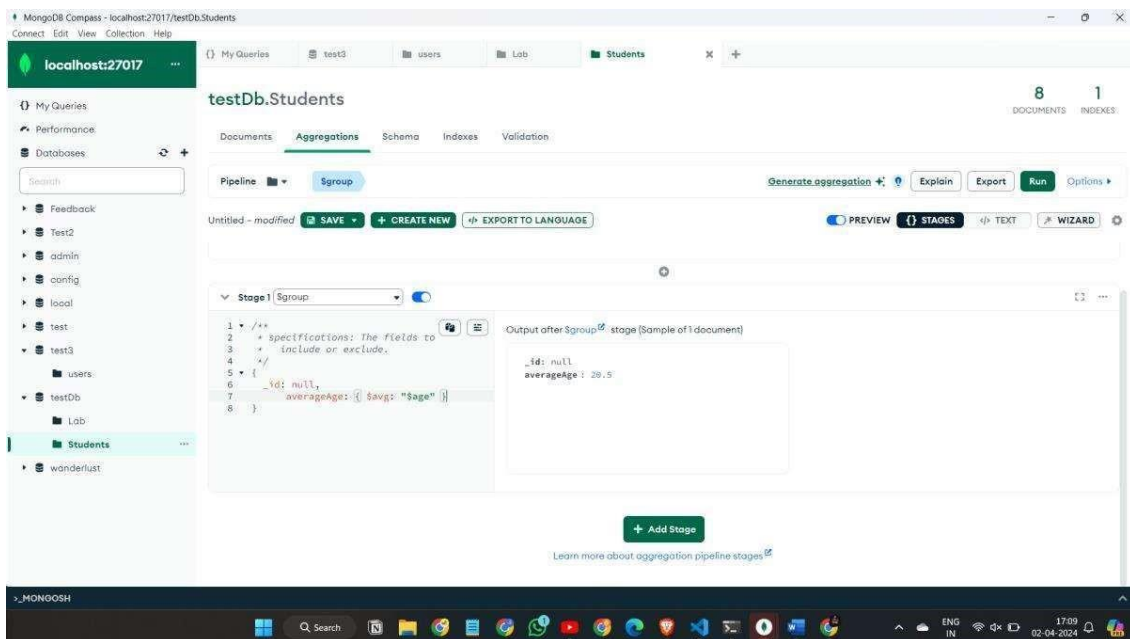 MongoDB Compass - localhost:27017/testDb.Students
Connect Edit View Collection Help
localhost:27017 ...
{} My Queries
Performance
Databases
Search
Feedback
Test2
admin
config
local
test
test3
users
testDb
Lab
Students ...
wanderlust
{} My Queries test3 users Lab Students
testDb.Students
8 DOCUMENTS 1 INDEXES
Documents Aggregations Schema Indexes Validation
Pipeline $group Generate aggregation Explain Export Run Options
Untitled – modified SAVE + CREATE NEW </> EXPORT TO LANGUAGE PREVIEW {} STAGES </> TEXT WIZARD
Stage 1 $group ...
1 /**
2 * specifications: The fields to
3 * include or exclude.
4 */
5 {
6 _id: null,
7 averageAge: { $avg: "$age" }
8 }
Output after $group stage (Sample of 1 document)
_id: null
averageAge: 20.5
+ Add Stage
Learn more about aggregation pipeline stages
>_MONGOSH
Search
ENG IN
17:09
02-04-2024